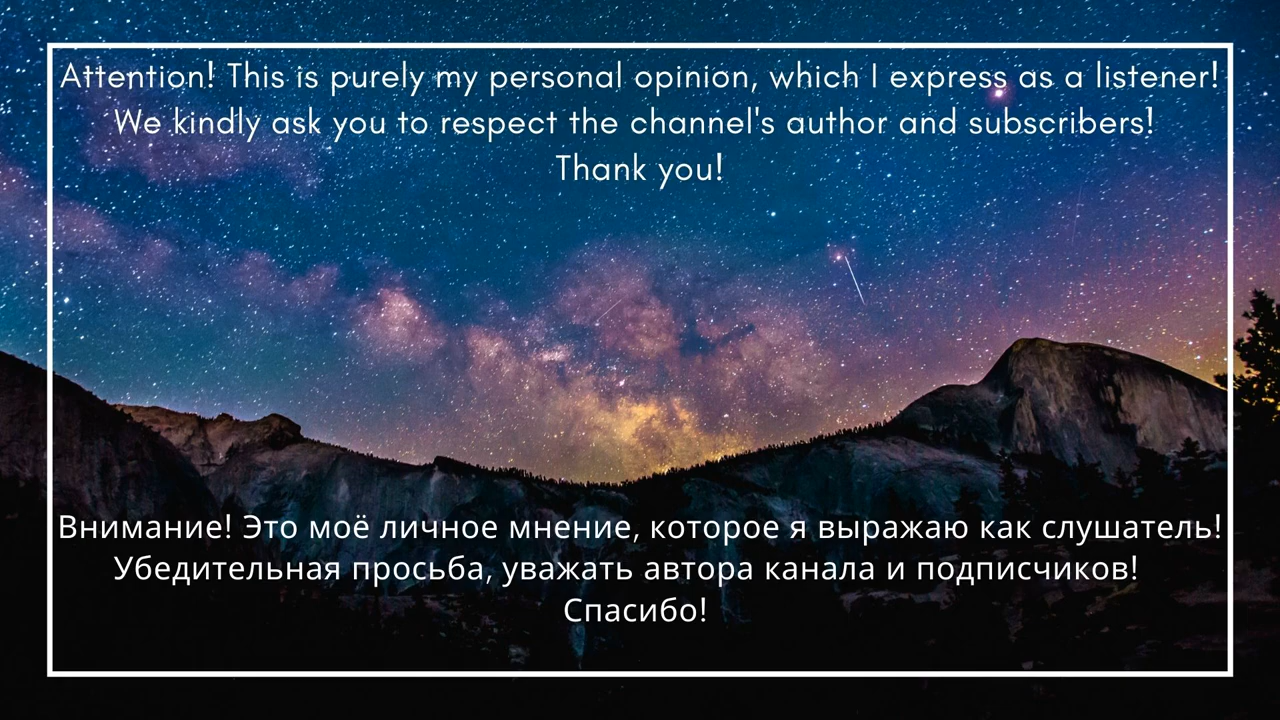 Attention! This is purely my personal opinion, which I express as a listener!
We kindly ask you to respect the channel's author and subscribers!
Thank you!
Внимание! Это моё личное мнение, которое я выражаю как слушатель!
Убедительная просьба, уважать автора канала и подписчиков!
Спасибо!